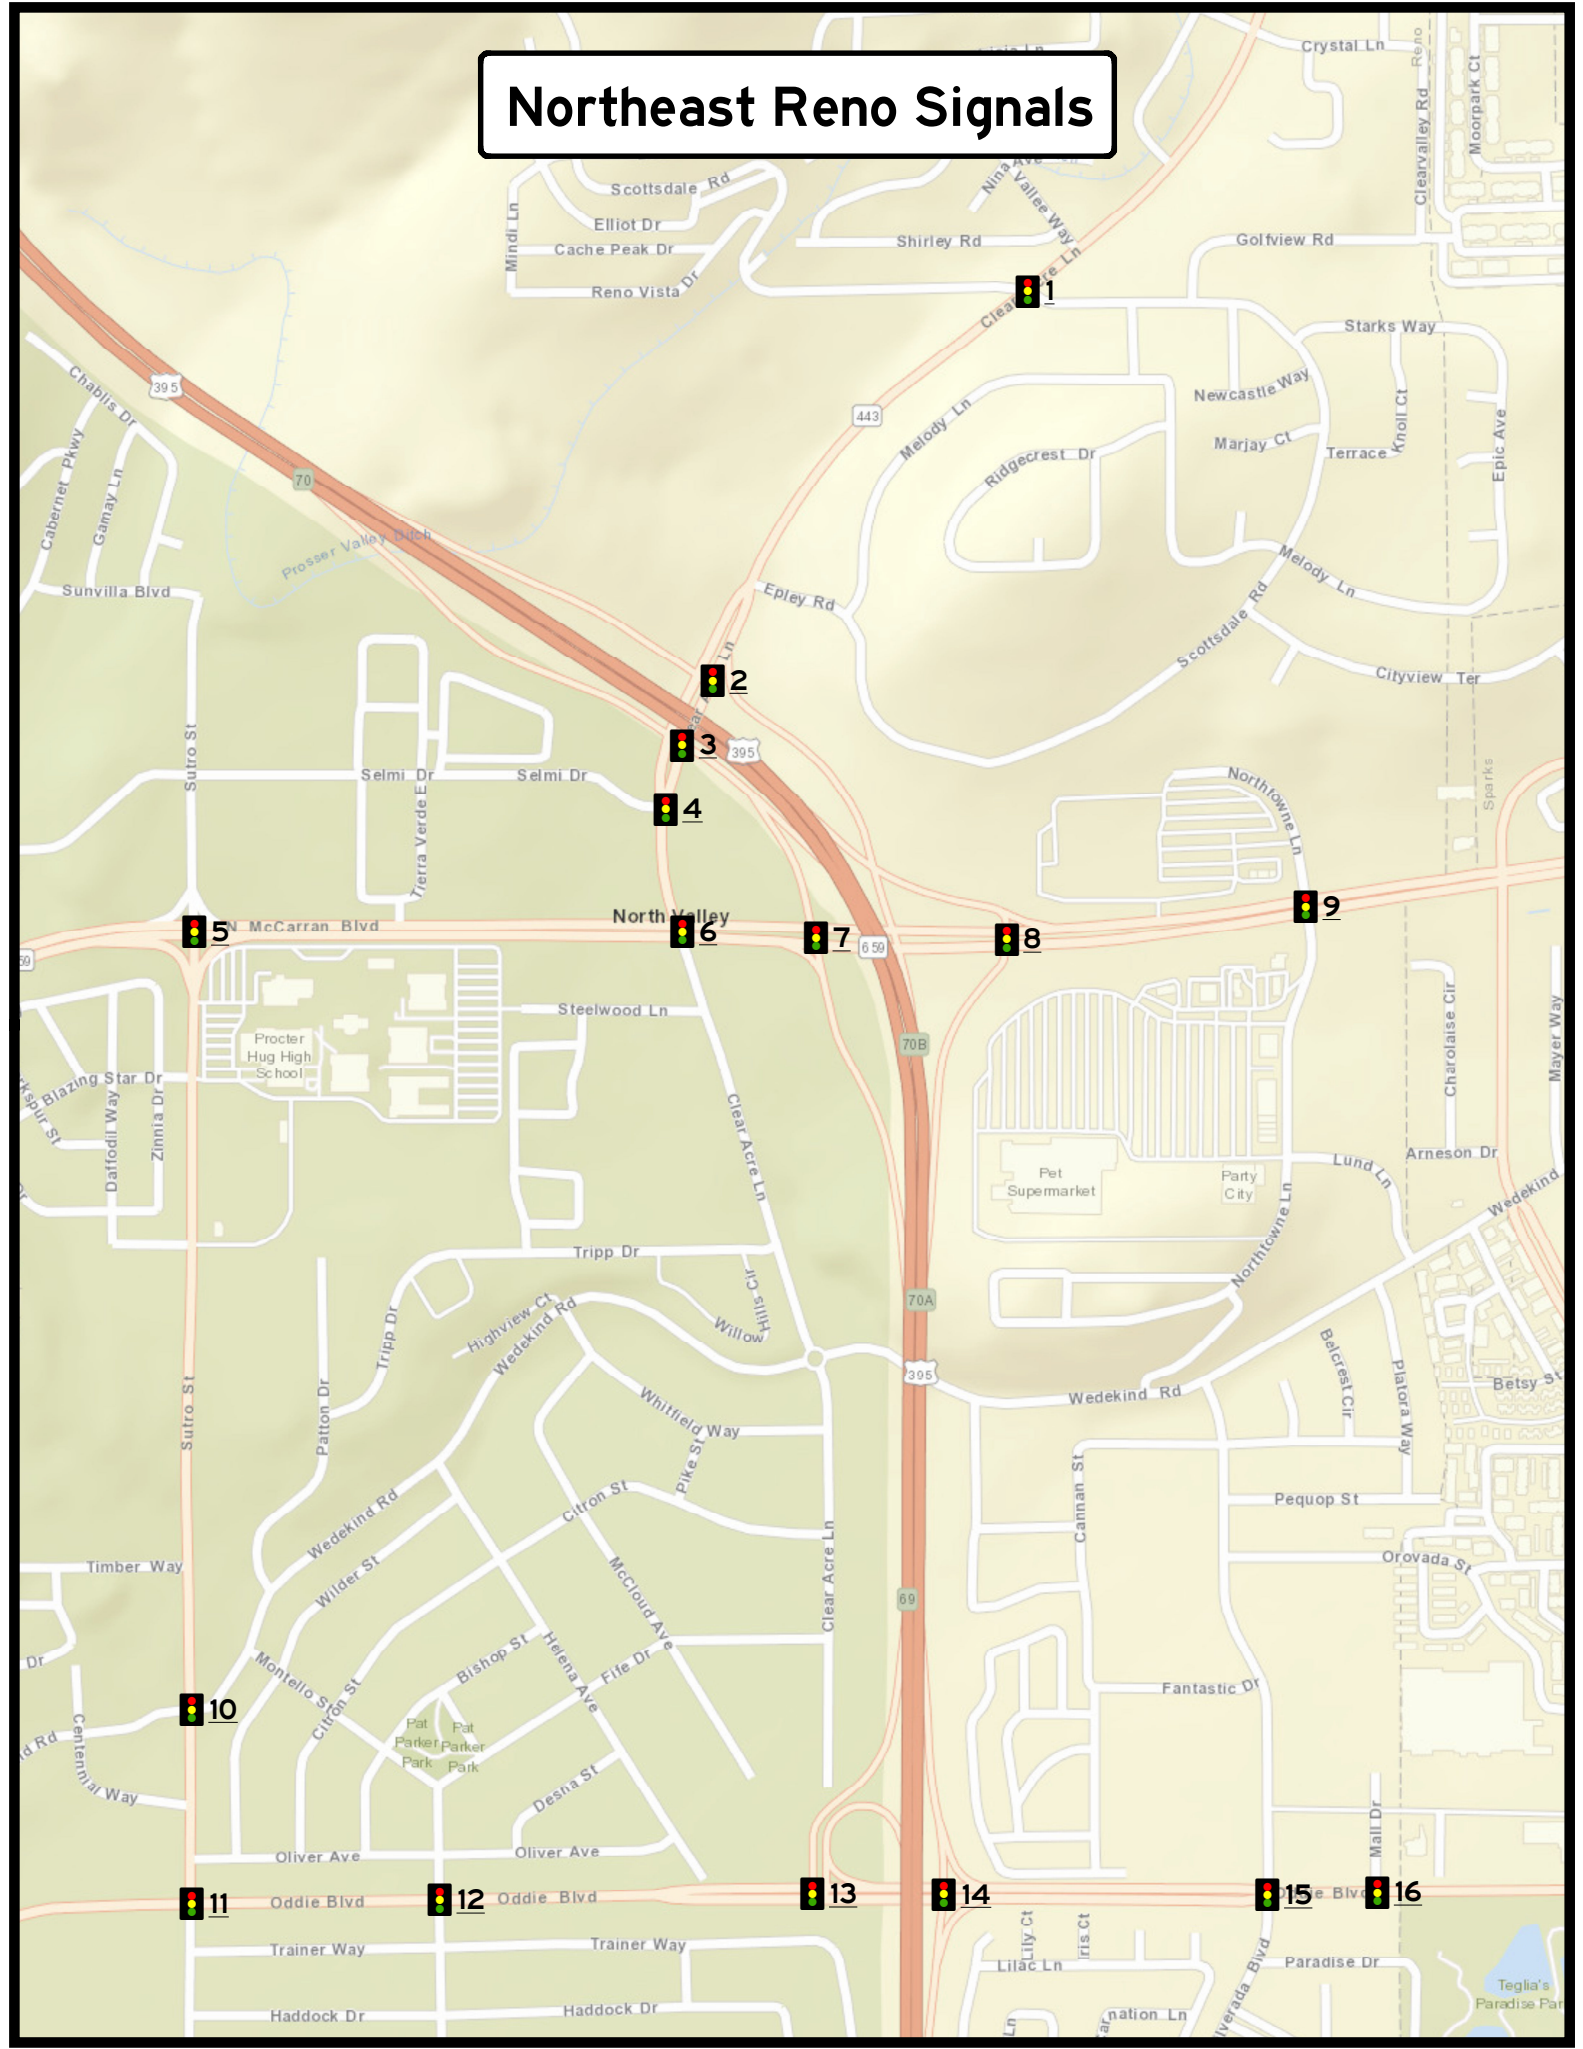 Northeast Reno Signals
Crystal Ln
Reno
Clearvalley Rd
Moorpark Ct
Scottsdale Rd
Elliot Dr
Cache Peak Dr
Mindi Ln
Reno Vista Dr
Nina Ave
Vallee Way
Shirley Rd
Golfview Rd
1
Starks Way
395
Chablis Dr
443
Newcastle Way
Knoll Ct
Melody Ln
Marjay Ct
Terrace
Epic Ave
Ridgecrest Dr
70
Cabernet Pkwy
Gamay Ln
Prosser Valley Ditch
Melody Ln
Sunvilla Blvd
Epley Rd
Scottsdale Rd
2
Cityview Ter
3
395
Sutro St
Selmi Dr
Selmi Dr
Northtowne Ln
Sparks
4
Tierra Verde E
North Valley
N McCarran Blvd
5
6
7
659
8
9
59
Steelwood Ln
Procter
Hug High
School
70B
Charolaise Cir
Mayer Way
Blazing Star Dr
Daffodil Way
Zinnia Dr
Clear Acre Ln
Lund Ln
Arneson Dr
Pet
Supermarket
Party
City
Wedekind
Northtowne Ln
Tripp Dr
Willow
Hills Cir
70A
Highview Ct
Wedekind Rd
Tripp Dr
395
Wedekind Rd
Belcrest Cir
Platora Way
Betsy St
Sutro St
Patton Dr
Whitfield Way
Pike St
Citron St
Cannan St
Pequop St
Wedekind Rd
Wilder St
Timber Way
McCloud Ave
Clear Acre Ln
Orovada St
69
Dr
Bishop St
Helena Ave
Fife Dr
Montello St
Citron St
Fantastic Dr
10
Pat
Parker
Park
Pat
Parker
Park
Centennial Way
Desha St
Mall Dr
Oliver Ave
Oliver Ave
11
Oddie Blvd
12
Oddie Blvd
13
14
15
Oddie Blvd
16
Trainer Way
Trainer Way
Lily Ct
Lilac Ln
Paradise Dr
Haddock Dr
Haddock Dr
Teglia's